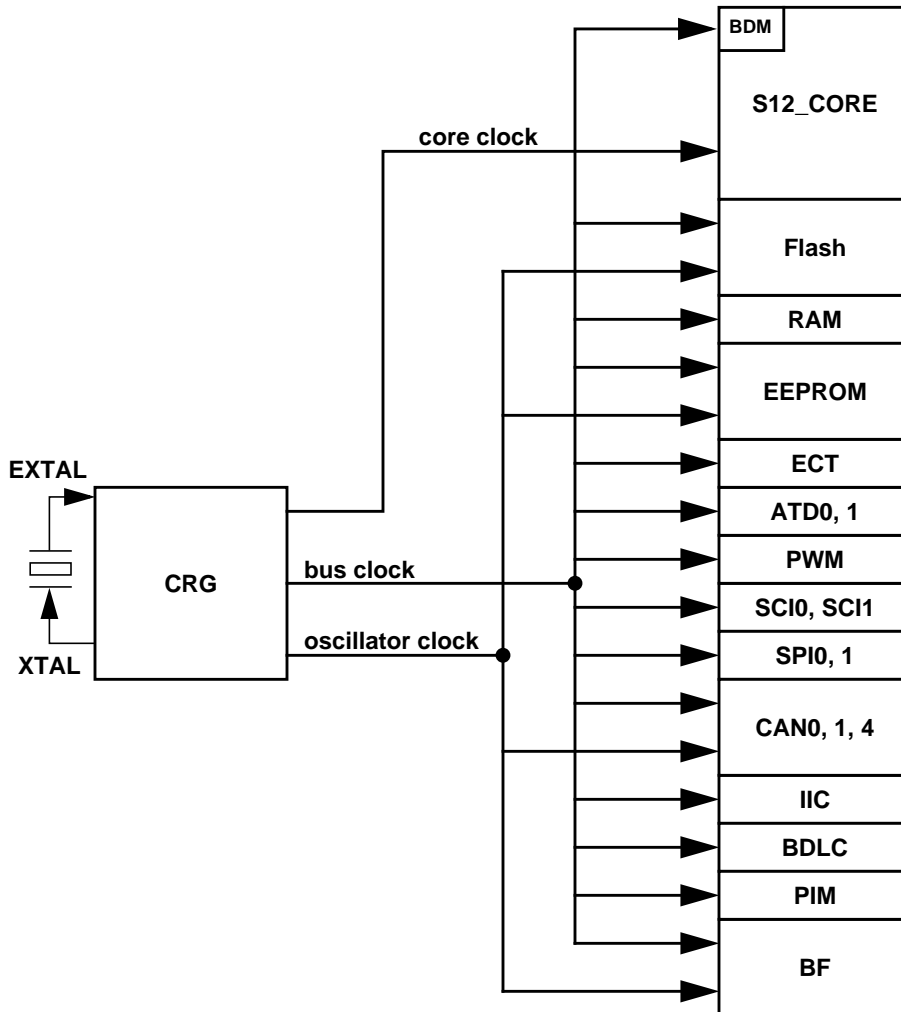 BDM
S12_CORE
core clock
Flash
RAM
EEPROM
EXTAL
ECT
ATD0, 1
PWM
bus clock
CRG
SCI0, SCI1
oscillator clock
SPI0, 1
XTAL
CAN0, 1, 4
IIC
BDLC
PIM
BF